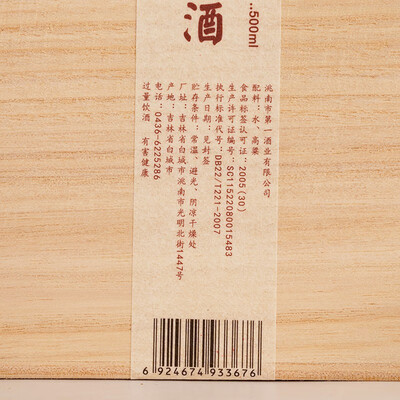 酒
..500ml
洮南市第一酒业有限公司
配料：水、高粱
食品标签认可证：2005(30)
生产许可证编号：SC11522080015483
执行标准代号：DB22/T221-2007
生产日期：见封签
贮存条件：常温、避光、阴凉干燥处
厂址：吉林省白城市洮南市光明北街1447号
产地：吉林省白城市
电话：0436-6225286
过量饮酒 有害健康
6 924674 933676